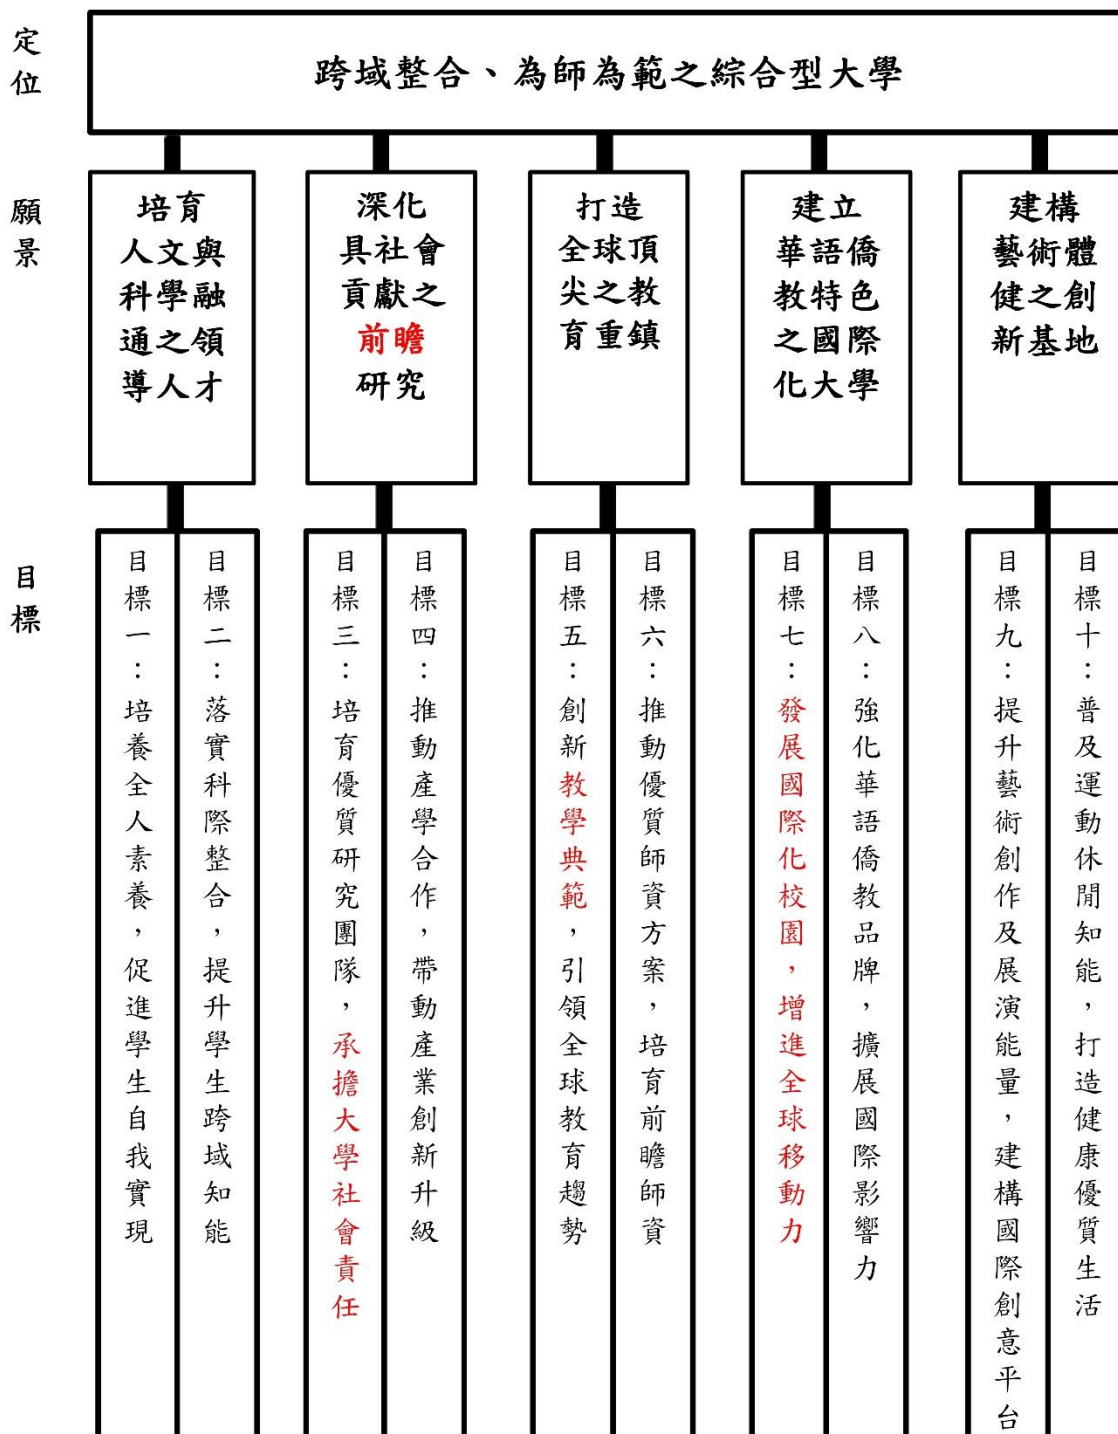 定位
跨域整合、為師為範之綜合型大學
願景
培育
人文與
科學融
通之領
導人才
深化
具社會
貢獻之
前瞻
研究
打造
全球頂
尖之教
育重鎮
建立
華語僑
教特色
之國際
化大學
建構
藝術體
健之創
新基地
目標
目標一：培養全人素養，促進學生自我實現
目標二：落實科際整合，提升學生跨域知能
目標三：培育優質研究團隊，承擔大學社會責任
目標四：推動產學合作，帶動產業創新升級
目標五：創新教學典範，引領全球教育趨勢
目標六：推動優質師資方案，培育前瞻師資
目標七：發展國際化校園，增進全球移動力
目標八：強化華語僑教品牌，擴展國際影響力
目標九：提升藝術創作及展演能量，建構國際創意平台
目標十：普及運動休閒知能，打造健康優質生活